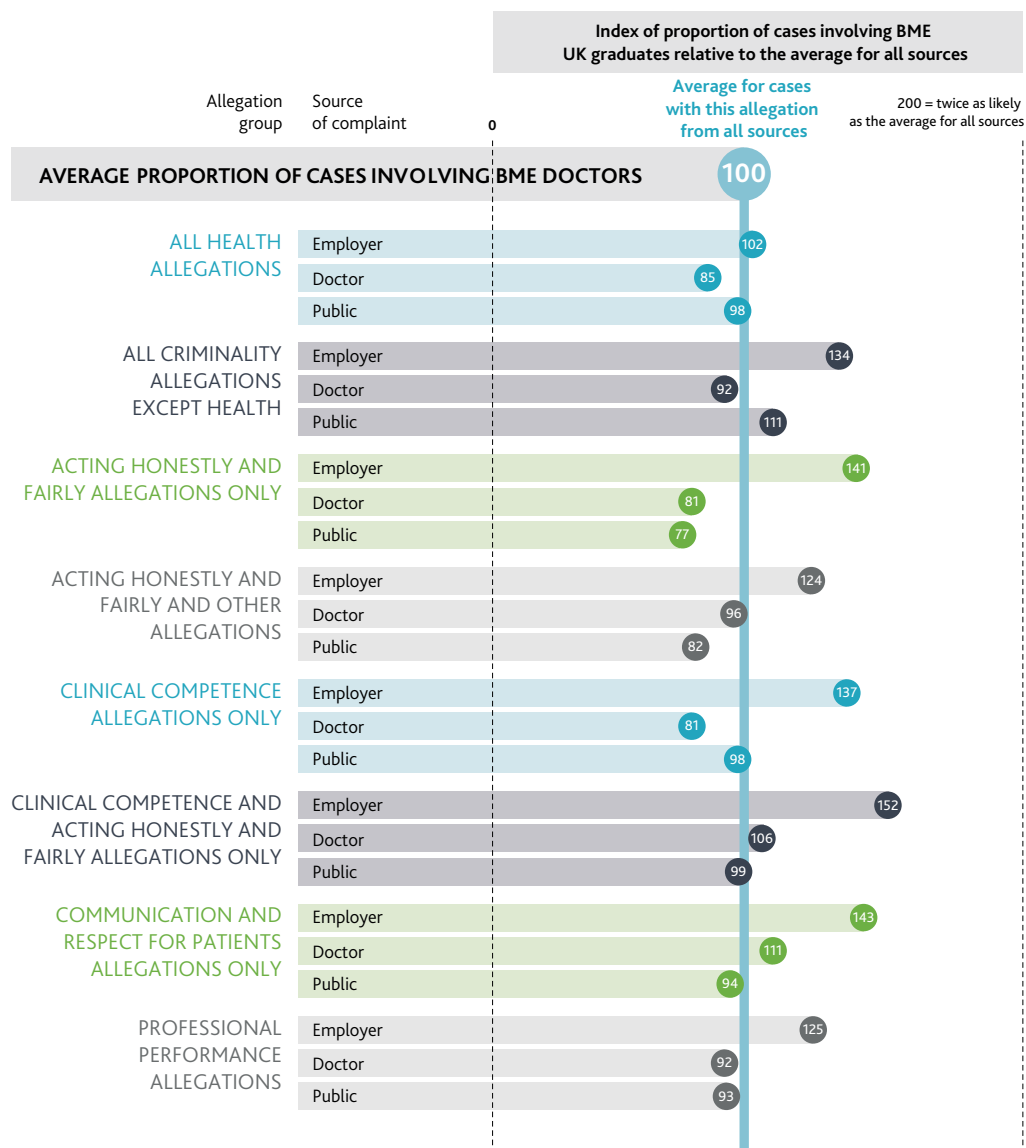 Index of proportion of cases involving BME
UK graduates relative to the average for all sources
Allegation
group
Source
of complaint
0
Average for cases
with this allegation
from all sources
200 = twice as likely
as the average for all sources
AVERAGE PROPORTION OF CASES INVOLVING BME DOCTORS
100
ALL HEALTH
ALLEGATIONS
Employer
102
Doctor
85
Public
98
ALL CRIMINALITY
ALLEGATIONS
EXCEPT HEALTH
Employer
134
Doctor
92
Public
111
ACTING HONESTLY AND
FAIRLY ALLEGATIONS ONLY
Employer
141
Doctor
81
Public
77
ACTING HONESTLY AND
FAIRLY AND OTHER
ALLEGATIONS
Employer
124
Doctor
96
Public
82
CLINICAL COMPETENCE
ALLEGATIONS ONLY
Employer
137
Doctor
81
Public
98
CLINICAL COMPETENCE AND
ACTING HONESTLY AND
FAIRLY ALLEGATIONS ONLY
Employer
152
Doctor
106
Public
99
COMMUNICATION AND
RESPECT FOR PATIENTS
ALLEGATIONS ONLY
Employer
143
Doctor
111
Public
94
PROFESSIONAL
PERFORMANCE
ALLEGATIONS
Employer
125
Doctor
92
Public
93